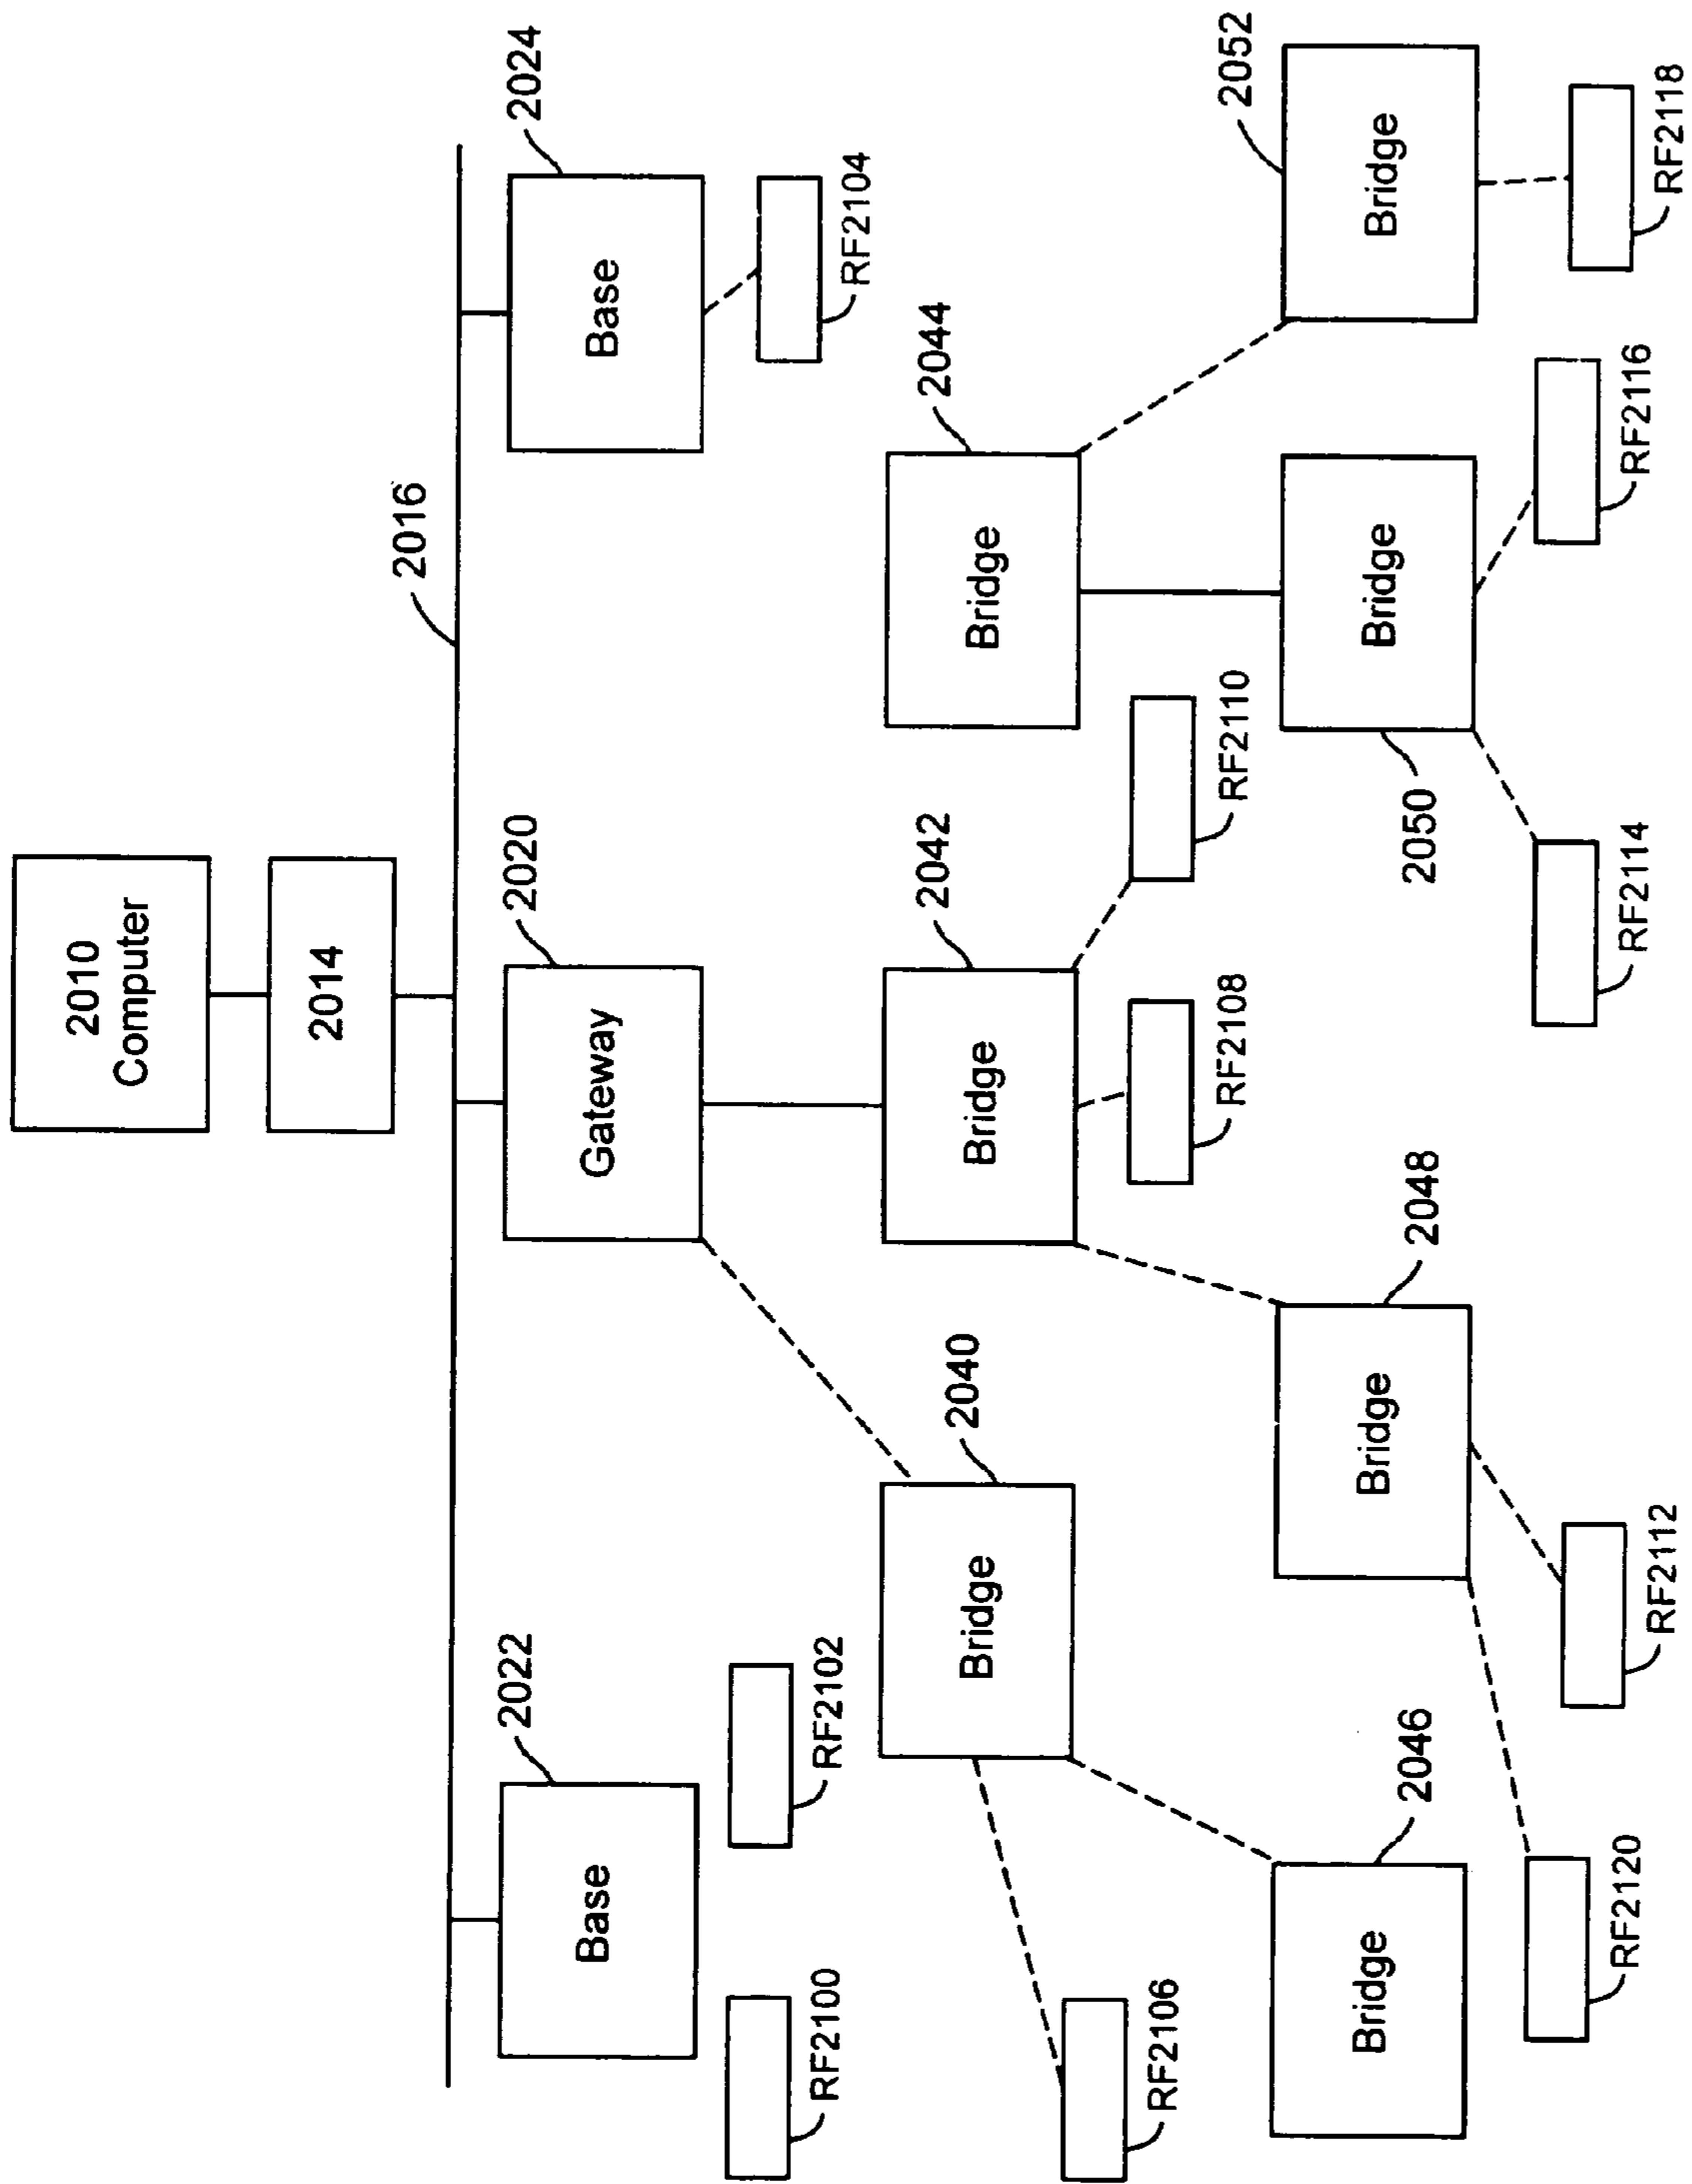 2010
Computer
2014
2016
2020
2022
2024
Base
Gateway
Base
RF2100
RF2102
RF2104
2040
2042
2044
Bridge
Bridge
Bridge
RF2106
RF2108
RF2110
2046
2048
2050
2052
Bridge
Bridge
Bridge
Bridge
RF2120
RF2112
RF2114
RF2116
RF2118